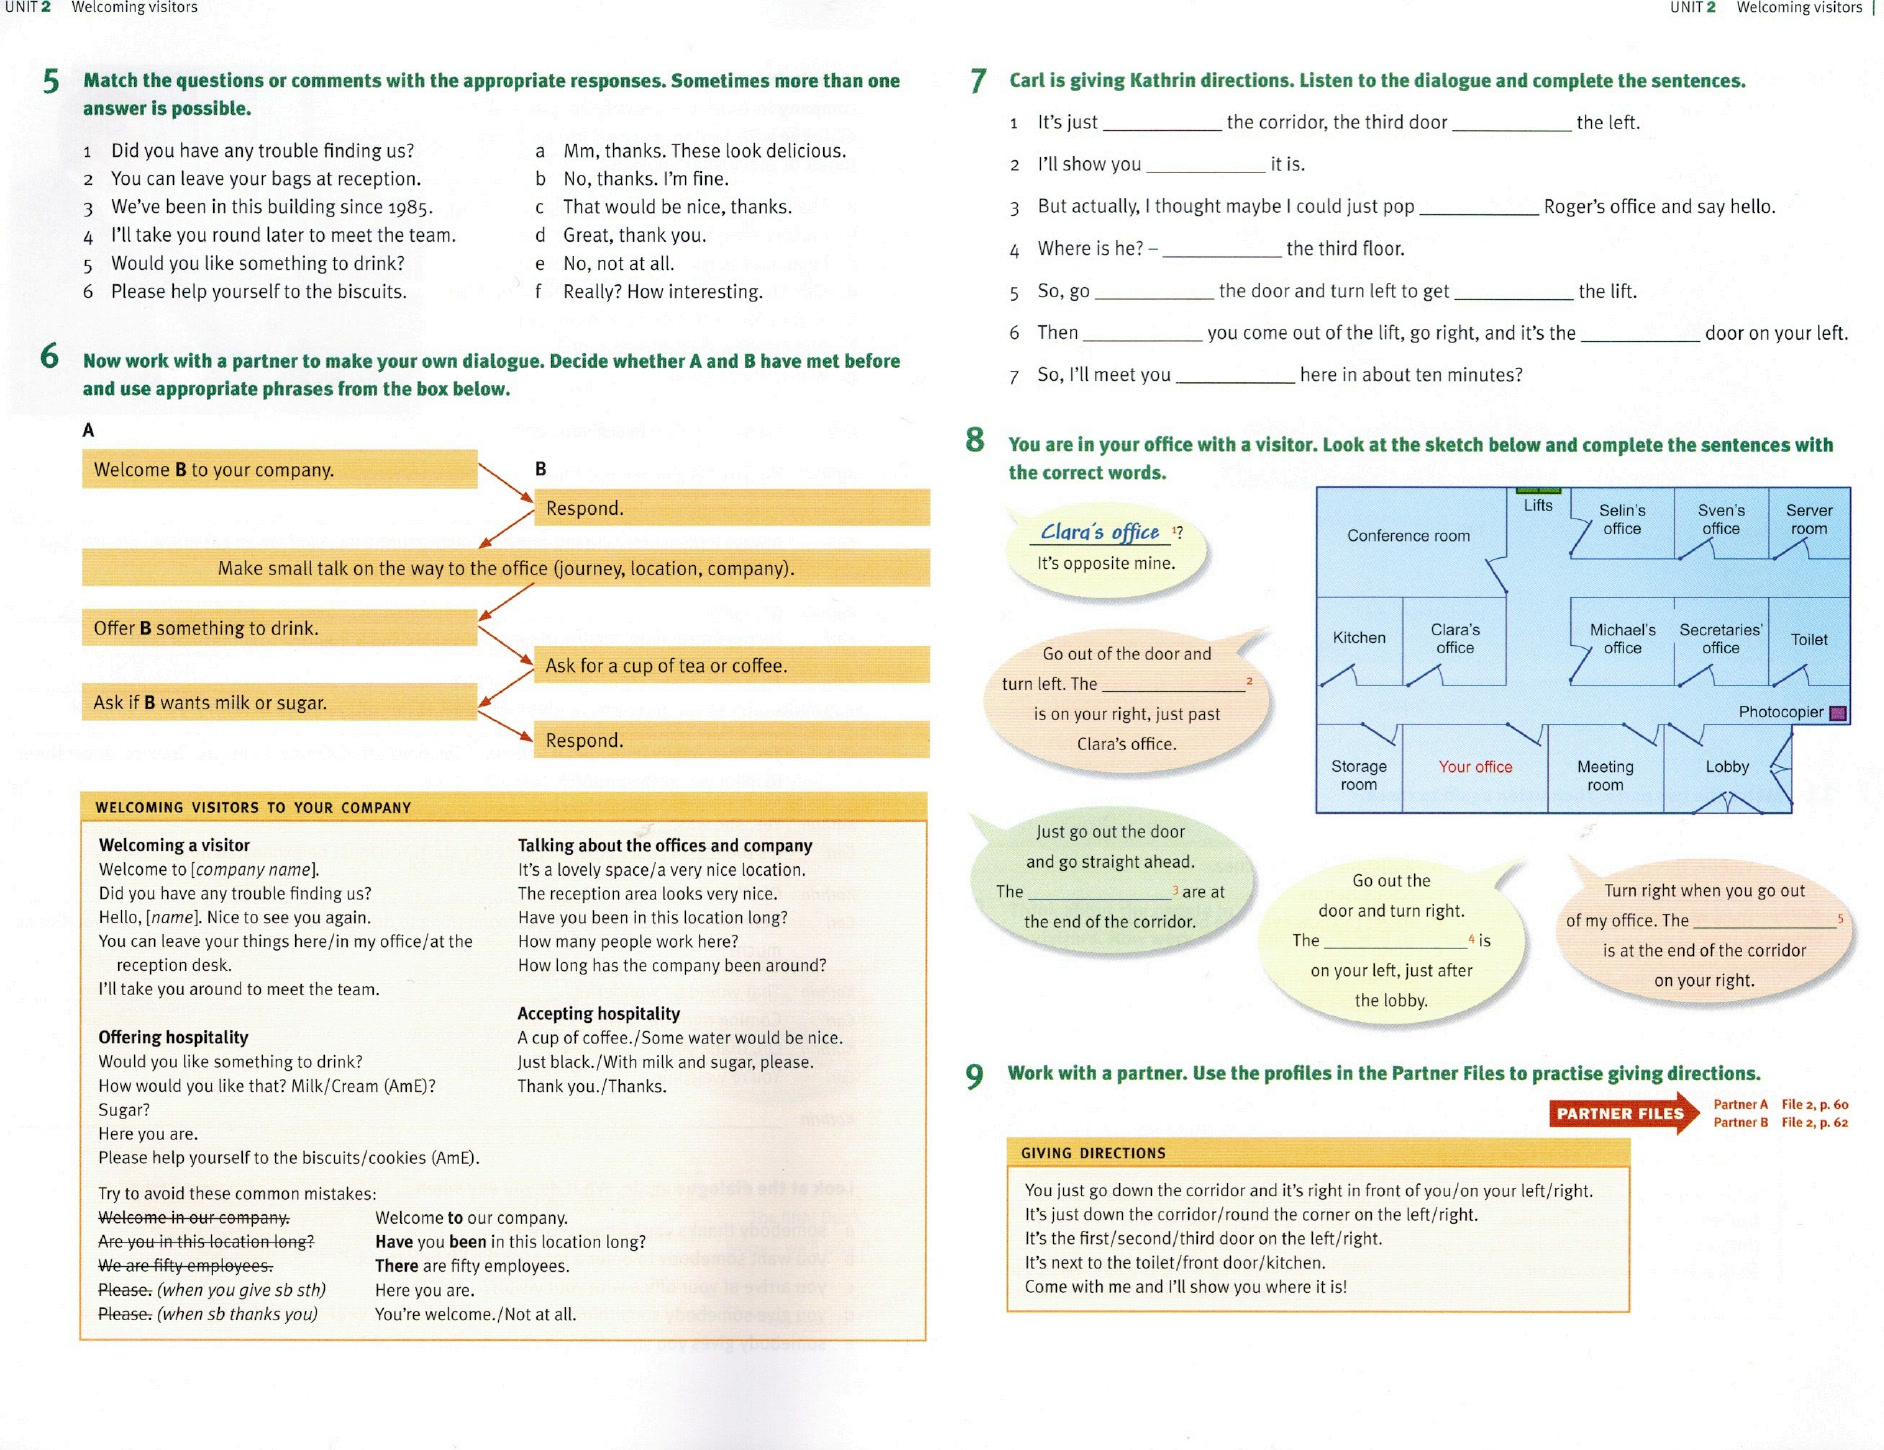 UNIT 2 Welcoming visitors
5 Match the questions or comments with the appropriate responses. Sometimes more than one
answer is possible.
1 Did you have any trouble finding us?
2 You can leave your bags at reception.
3 We've been in this building since 1985.
4 I'll take you round later to meet the team.
5 Would you like something to drink?
6 Please help yourself to the biscuits.
a Mm, thanks. These look delicious.
b No, thanks. I'm fine.
c That would be nice, thanks.
d Great, thank you.
e No, not at all.
f Really? How interesting.
6 Now work with a partner to make your own dialogue. Decide whether A and B have met before
and use appropriate phrases from the box below.
A
Welcome B to your company.
B
Respond.
Make small talk on the way to the office (journey, location, company).
Offer B something to drink.
Ask for a cup of tea or coffee.
Ask if B wants milk or sugar.
Respond.
WELCOMING VISITORS TO YOUR COMPANY
Welcoming a visitor
Welcome to [company name].
Did you have any trouble finding us?
Hello, [name]. Nice to see you again.
You can leave your things here/in my office/at the
reception desk.
I'll take you around to meet the team.
Offering hospitality
Would you like something to drink?
How would you like that? Milk/Cream (AmE)?
Sugar?
Here you are.
Please help yourself to the biscuits/cookies (AmE).
Talking about the offices and company
It's a lovely space/a very nice location.
The reception area looks very nice.
Have you been in this location long?
How many people work here?
How long has the company been around?
Accepting hospitality
A cup of coffee./Some water would be nice.
Just black./With milk and sugar, please.
Thank you./Thanks.
Try to avoid these common mistakes:
Welcome in our company. Welcome to our company.
Are you in this location long? Have you been in this location long?
We are fifty employees. There are fifty employees.
Please. (when you give sb sth) Here you are.
Please. (when sb thanks you) You're welcome./Not at all.
UNIT 2 Welcoming visitors
7 Carl is giving Kathrin directions. Listen to the dialogue and complete the sentences.
1 It's just ____ the corridor, the third door ____ the left.
2 I'll show you ____ it is.
3 But actually, I thought maybe I could just pop ____ Roger's office and say hello.
4 Where is he? – ____ the third floor.
5 So, go ____ the door and turn left to get ____ the lift.
6 Then ____ you come out of the lift, go right, and it's the ____ door on your left.
7 So, I'll meet you ____ here in about ten minutes?
8 You are in your office with a visitor. Look at the sketch below and complete the sentences with
the correct words.
Clara's office 1?
It's opposite mine.
Go out of the door and
turn left. The ____ 2
is on your right, just past
Clara's office.
Just go out the door
and go straight ahead.
The ____ 3 are at
the end of the corridor.
Go out the
door and turn right.
The ____ 4 is
on your left, just after
the lobby.
Turn right when you go out
of my office. The ____ 5
is at the end of the corridor
on your right.
Conference room
Lifts
Selin's
office
Sven's
office
Server
room
Kitchen
Clara's
office
Michael's
office
Secretaries'
office
Toilet
Photocopier
Storage
room
Your office
Meeting
room
Lobby
9 Work with a partner. Use the profiles in the Partner Files to practise giving directions.
PARTNER FILES
Partner A File 2, p. 60
Partner B File 2, p. 62
GIVING DIRECTIONS
You just go down the corridor and it's right in front of you/on your left/right.
It's just down the corridor/round the corner on the left/right.
It's the first/second/third door on the left/right.
It's next to the toilet/front door/kitchen.
Come with me and I'll show you where it is!